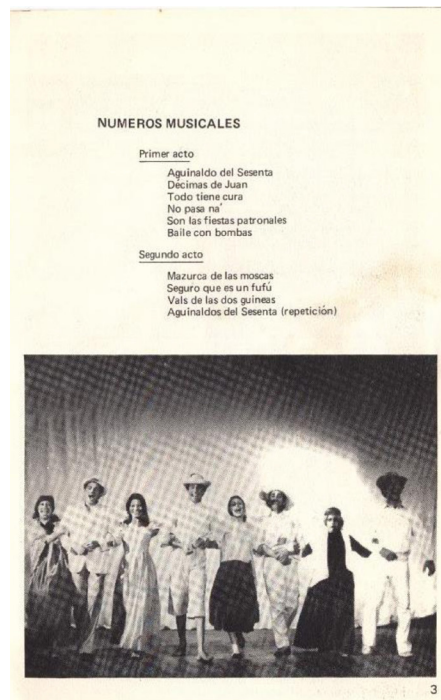 NUMEROS MUSICALES
Primer acto
Aguinaldo del Sesenta
Décimas de Juan
Todo tiene cura
No pasa na'
Son las fiestas patronales
Baile con bombas
Segundo acto
Mazurca de las moscas
Seguro que es un fufú
Vals de las dos guineas
Aguinaldos del Sesenta (repetición)
3